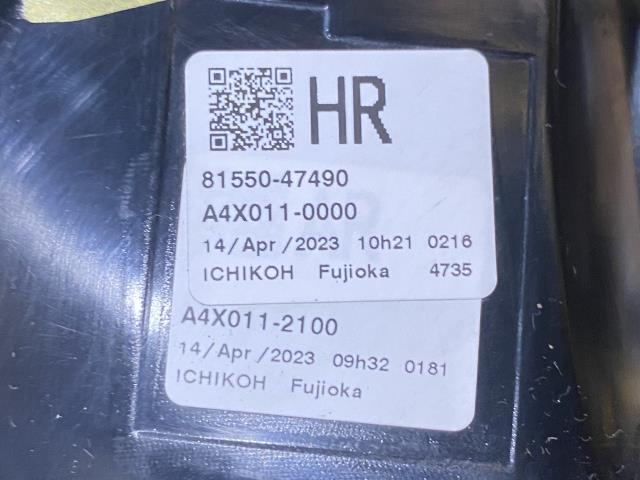 HR
81550-47490
A4X011-0000
14/Apr/2023 10h21 0216
ICHIKOH Fujioka 4735
A4X011-2100
14/Apr/2023 09h32 0181
ICHIKOH Fujioka